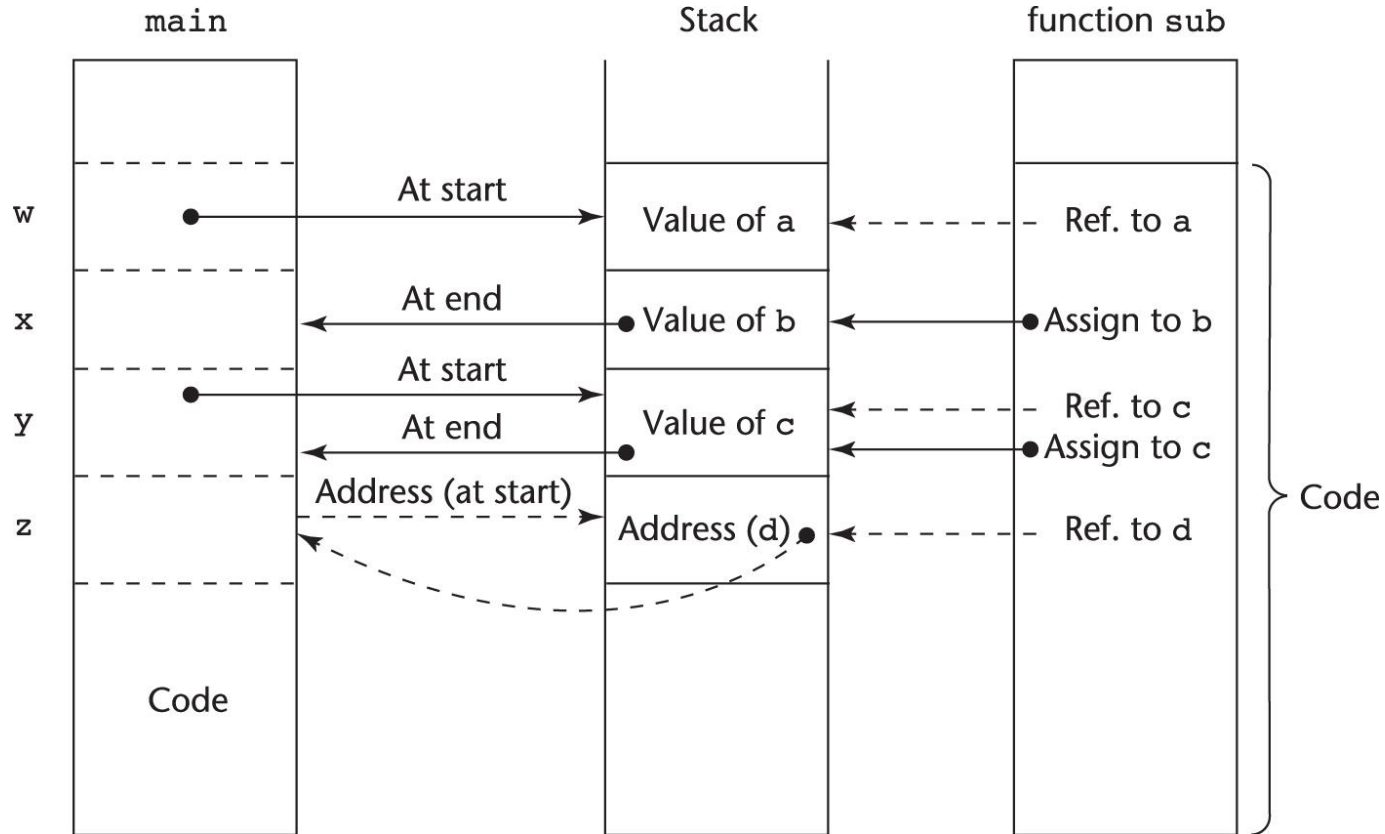 main Stack function sub
w At start Value of a Ref. to a
x At end Value of b Assign to b
At start
y Value of c Ref. to c
At end Assign to c
Address (at start)
z Address (d) Ref. to d Code
Code